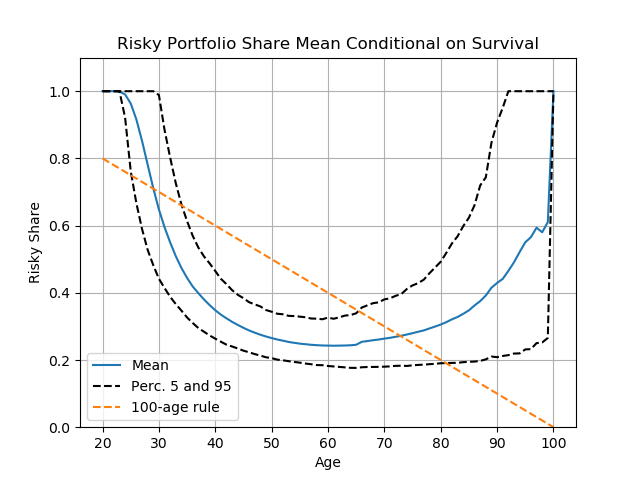 Risky Portfolio Share Mean Conditional on Survival
Risky Share
1.0
0.8
0.6
0.4
0.2
0.0
Mean
Perc. 5 and 95
100-age rule
20 30 40 50 60 70 80 90 100
Age